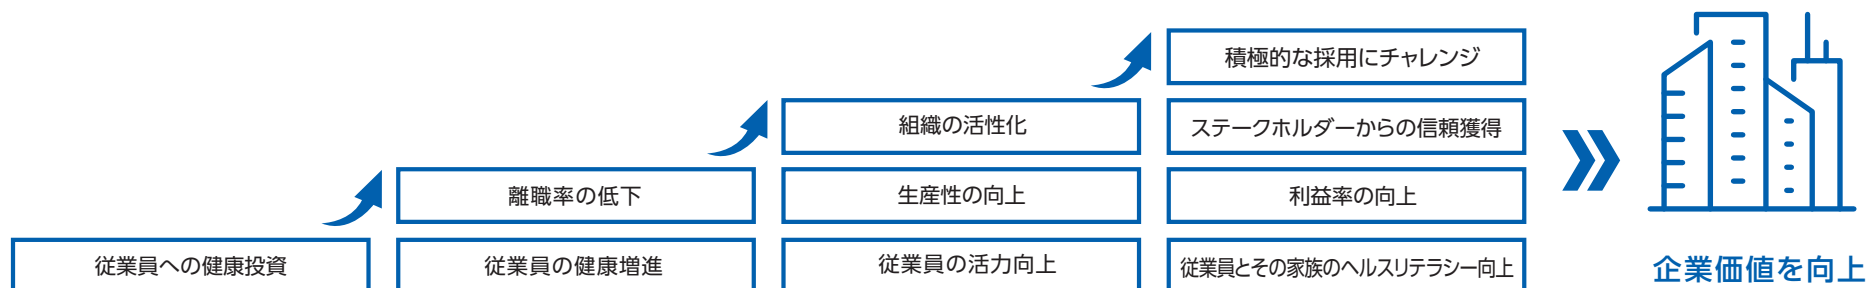 積極的な採用にチャレンジ
組織の活性化
ステークホルダーからの信頼獲得
離職率の低下
生産性の向上
利益率の向上
従業員への健康投資
従業員の健康増進
従業員の活力向上
従業員とその家族のヘルスリテラシー向上
企業価値を向上